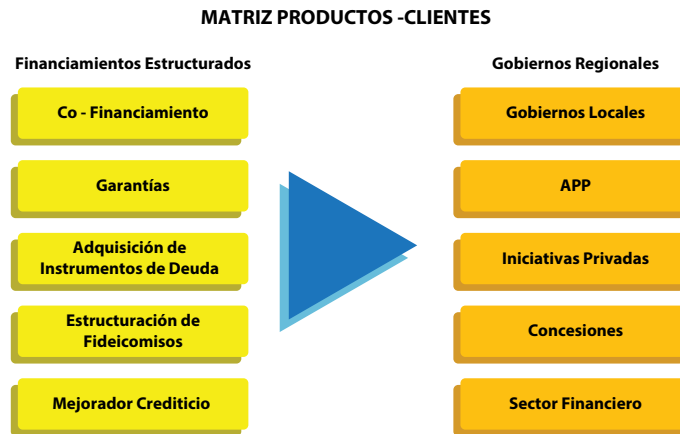 MATRIZ PRODUCTOS -CLIENTES
Financiamientos Estructurados
Co - Financiamiento
Garantías
Adquisición de
Instrumentos de Deuda
Estructuración de
Fideicomisos
Mejorador Crediticio
Gobiernos Regionales
Gobiernos Locales
APP
Iniciativas Privadas
Concesiones
Sector Financiero